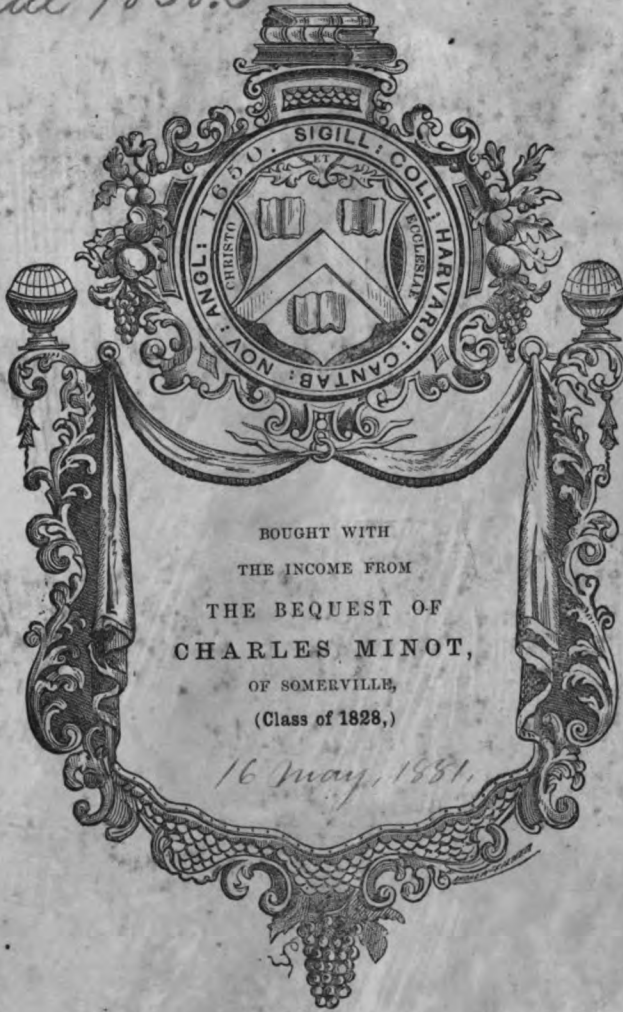 SIGILL: COLL: HARVARD: CANTAB: NOV: ANGL: 1650.
CHRISTO
ET
ECCLESIAE
BOUGHT WITH
THE INCOME FROM
THE BEQUEST OF
CHARLES MINOT,
OF SOMERVILLE,
(Class of 1828,)
16 May, 1881.